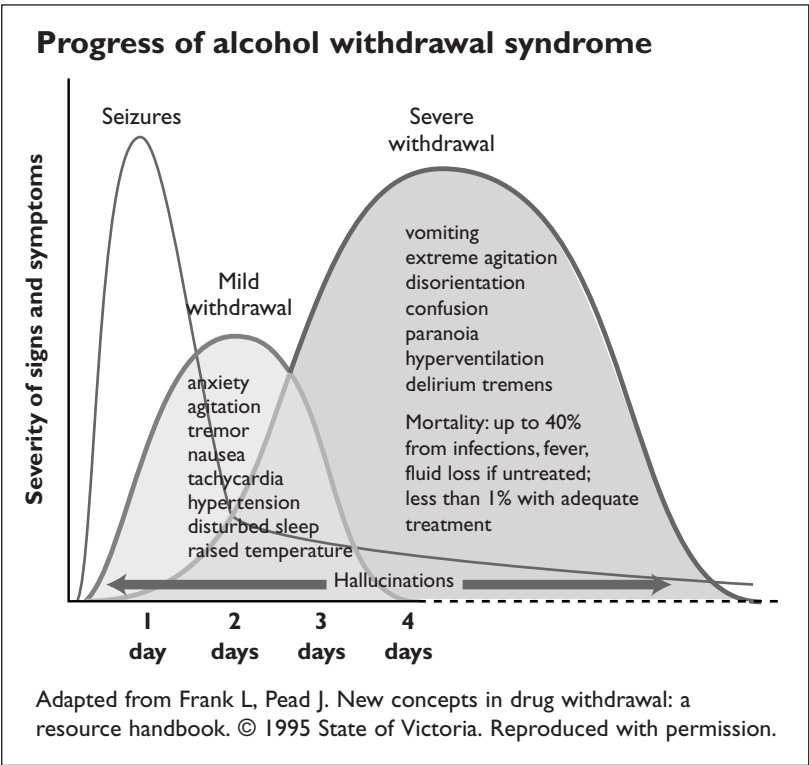 Progress of alcohol withdrawal syndrome
Severity of signs and symptoms
Seizures
Mild
withdrawal
anxiety
agitation
tremor
nausea
tachycardia
hypertension
disturbed sleep
raised temperature
Severe
withdrawal
vomiting
extreme agitation
disorientation
confusion
paranoia
hyperventilation
delirium tremens
Mortality: up to 40%
from infections, fever,
fluid loss if untreated;
less than 1% with adequate
treatment
Hallucinations
1 2 3 4
day days days days
Adapted from Frank L, Pead J. New concepts in drug withdrawal: a
resource handbook. © 1995 State of Victoria. Reproduced with permission.